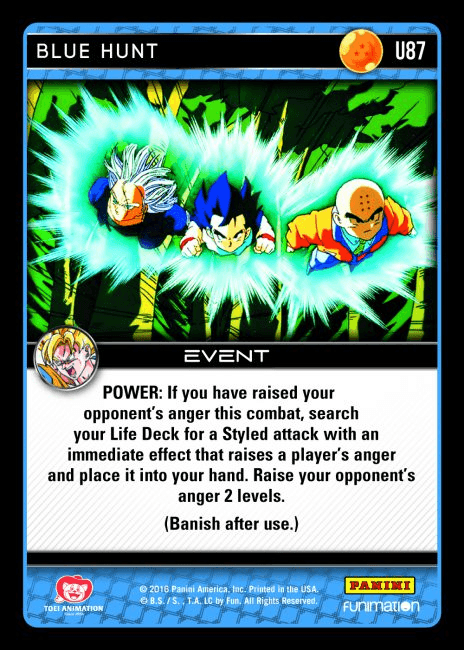 BLUE HUNT
U87
EVENT
POWER: If you have raised your
opponent's anger this combat, search
your Life Deck for a Styled attack with an
immediate effect that raises a player's anger
and place it into your hand. Raise your opponent's
anger 2 levels.
(Banish after use.)
TOEI ANIMATION
© 2016 Panini America, Inc. Printed in the USA.
© B.S. / S. , T.A. LC by Fun. All Rights Reserved.
PANINI
FUNIMATION